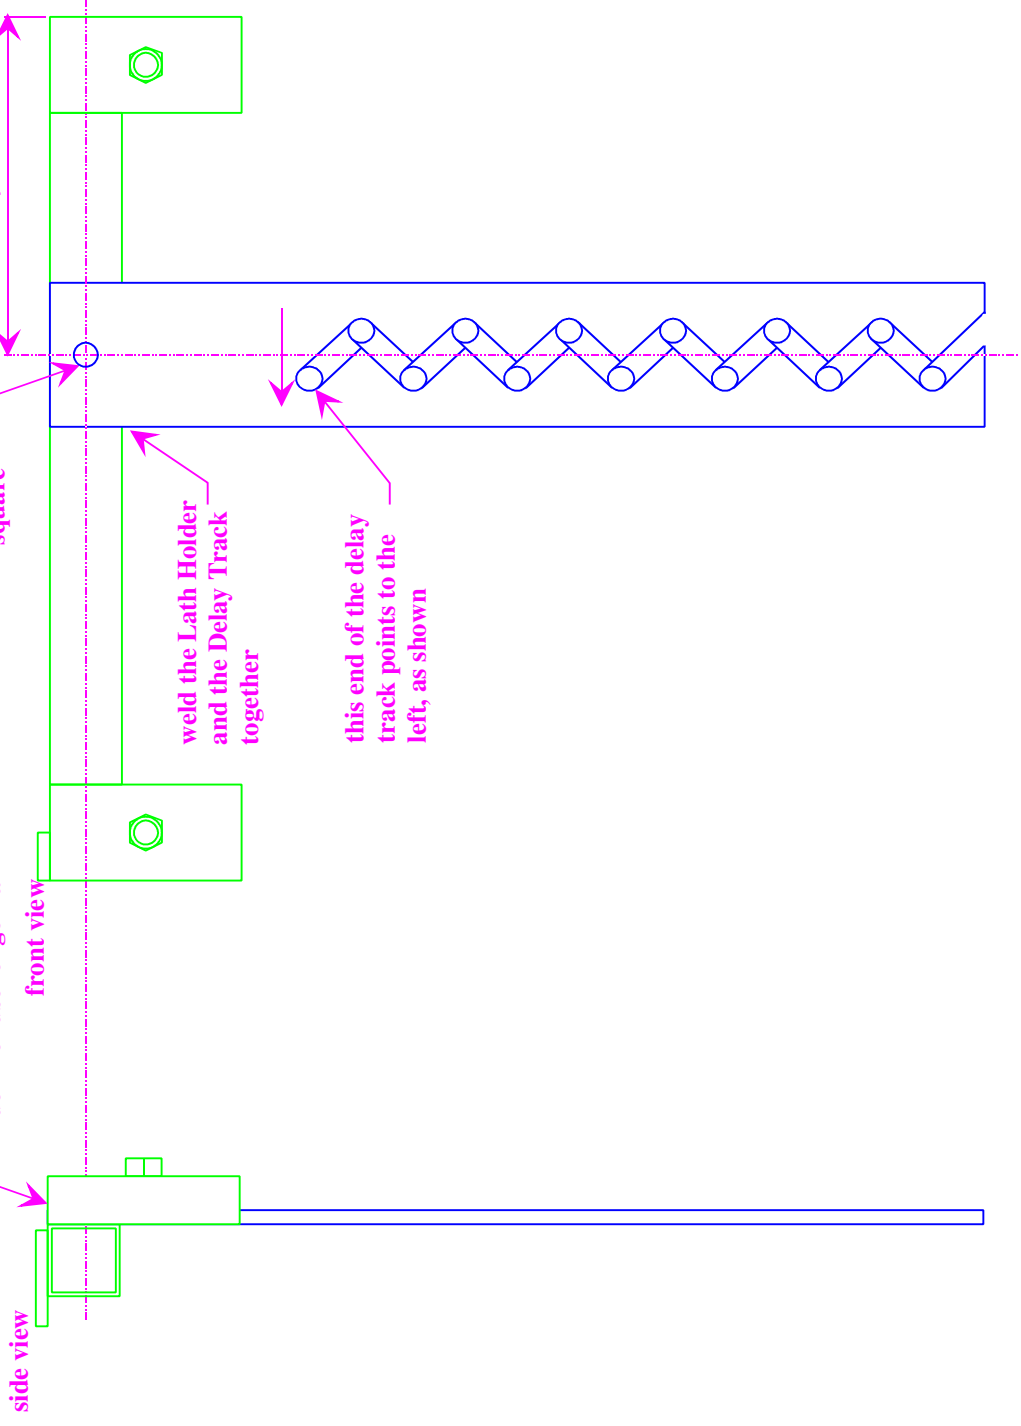 square
weld the Lath Holder
and the Delay Track
together
this end of the delay
track points to the
left, as shown
front view
side view